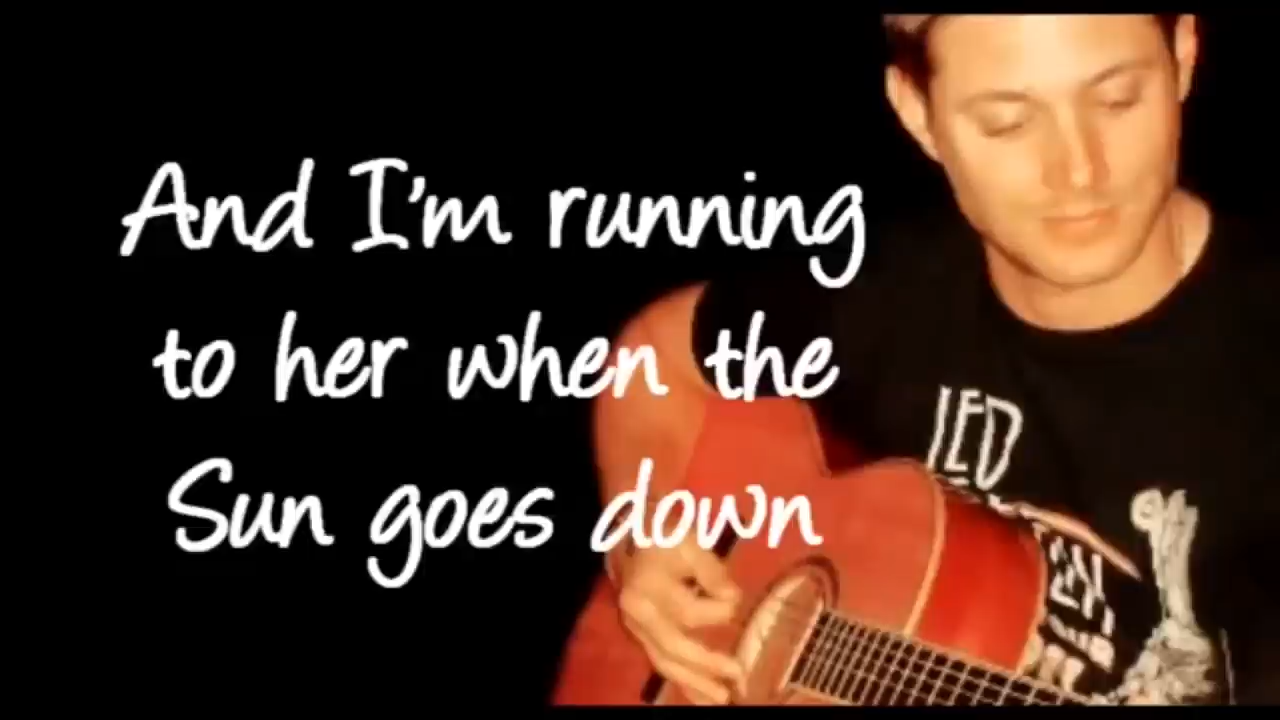 And I'm running
to her when the
Sun goes down
LED